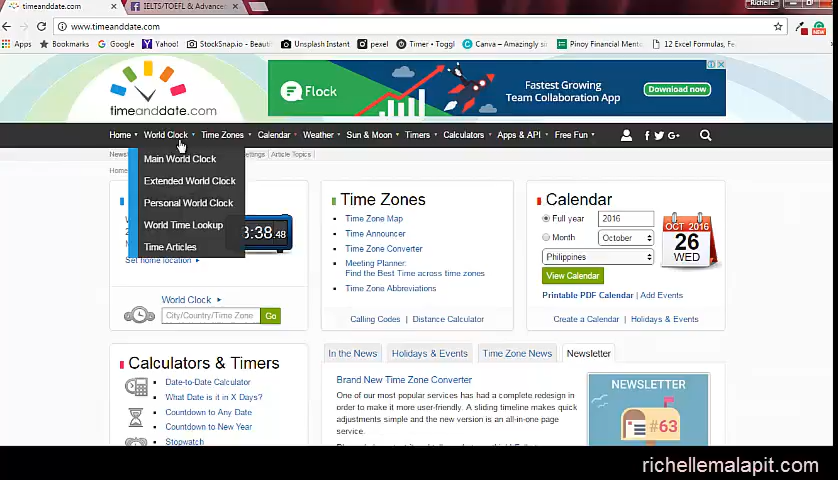 timeanddate.com
IELTS/TOEFL & Advance
Richelle
www.timeanddate.com
Apps
Bookmarks
Google
Yahoo!
StockSnap.io - Beauti
Unsplash Instant
pexel
Timer • Toggl
Canva – Amazingly sim
Pinoy Financial Mento
12 Excel Formulas, For
timeanddate.com
Flock
Fastest Growing
Team Collaboration App
Download now
Home
World Clock
Time Zones
Calendar
Weather
Sun & Moon
Timers
Calculators
Apps & API
Free Fun
News
ettings | Article Topics |
Home
Main World Clock
Extended World Clock
Personal World Clock
World Time Lookup
Time Articles
3:38.48
Set home location
World Clock
City/Country/Time Zone
Go
Time Zones
Time Zone Map
Time Announcer
Time Zone Converter
Meeting Planner:
Find the Best Time across time zones
Time Zone Abbreviations
Calling Codes | Distance Calculator
Calendar
Full year
2016
Month
October
Philippines
View Calendar
OCT 2016
26
WED
Printable PDF Calendar | Add Events
Create a Calendar | Holidays & Events
Calculators & Timers
Date-to-Date Calculator
What Date is it in X Days?
Countdown to Any Date
Countdown to New Year
Stopwatch
In the News
Holidays & Events
Time Zone News
Newsletter
Brand New Time Zone Converter
One of our most popular services has had a complete redesign in
order to make it more user-friendly. A sliding timeline makes quick
adjustments simple and the new version is an all-in-one page
service.
NEWSLETTER
#63
richellemalapit.com